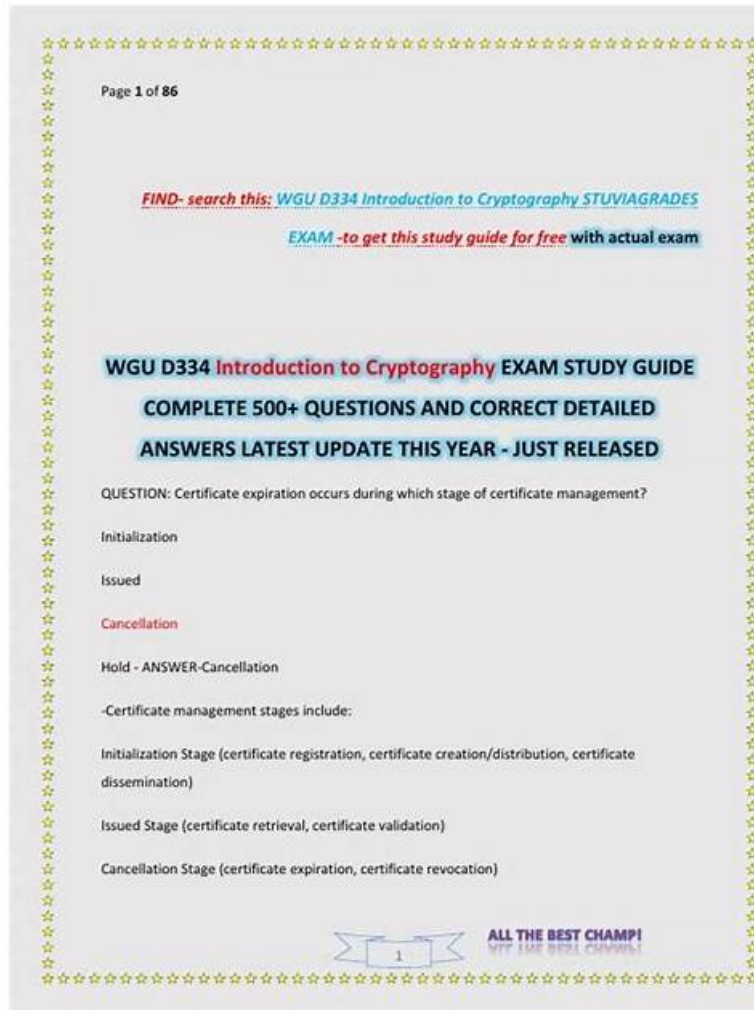 Page 1 of 86
FIND- search this: WGU D334 Introduction to Cryptography STUVIAGRADES
EXAM -to get this study guide for free with actual exam
WGU D334 Introduction to Cryptography EXAM STUDY GUIDE
COMPLETE 500+ QUESTIONS AND CORRECT DETAILED
ANSWERS LATEST UPDATE THIS YEAR - JUST RELEASED
QUESTION: Certificate expiration occurs during which stage of certificate management?
Initialization
Issued
Cancellation
Hold - ANSWER-Cancellation
-Certificate management stages include:
Initialization Stage (certificate registration, certificate creation/distribution, certificate
dissemination)
Issued Stage (certificate retrieval, certificate validation)
Cancellation Stage (certificate expiration, certificate revocation)
1
ALL THE BEST CHAMP!